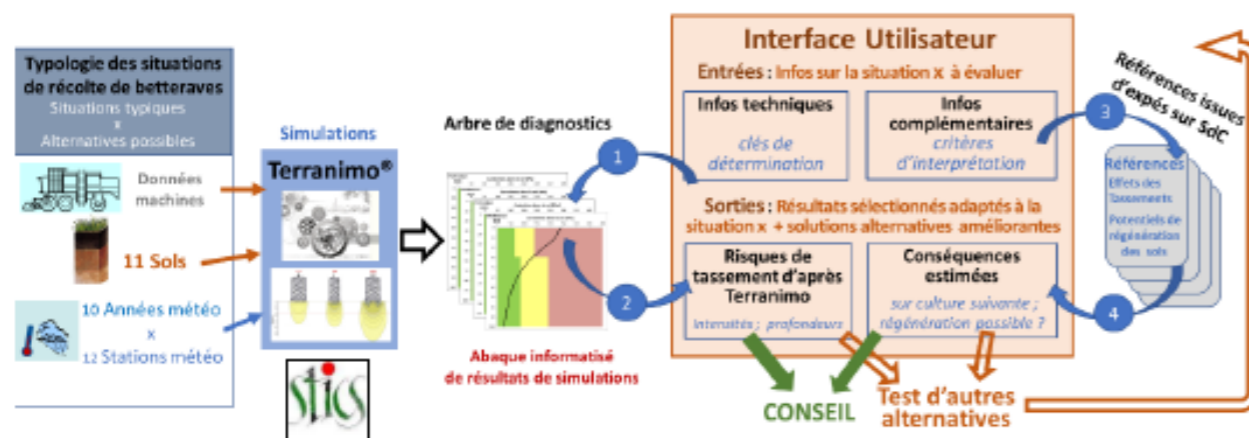 Typologie des situations
de récolte de betteraves
Situations typiques
x
Alternatives possibles
Données
machines
11 Sols
10 Années météo
x
12 Stations météo
Simulations
Terranimo®
stics
Arbre de diagnostics
Abaque informatisé
de résultats de simulations
Interface Utilisateur
Entrées : Infos sur la situation x à évaluer
Infos techniques
clés de
détermination
Infos
complémentaires
critères
d'interprétation
Sorties : Résultats sélectionnés adaptés à la
situation x + solutions alternatives améliorantes
Risques de
tassement d'après
Terranimo
Intensités ; profondeurs
Conséquences
estimées
sur culture suivante ;
régénération possible ?
1
2
3
4
Références issues
d'expés sur SdC
Références
Effets des
Tassements
Potentiels de
régénération
des sols
CONSEIL
Test d'autres
alternatives